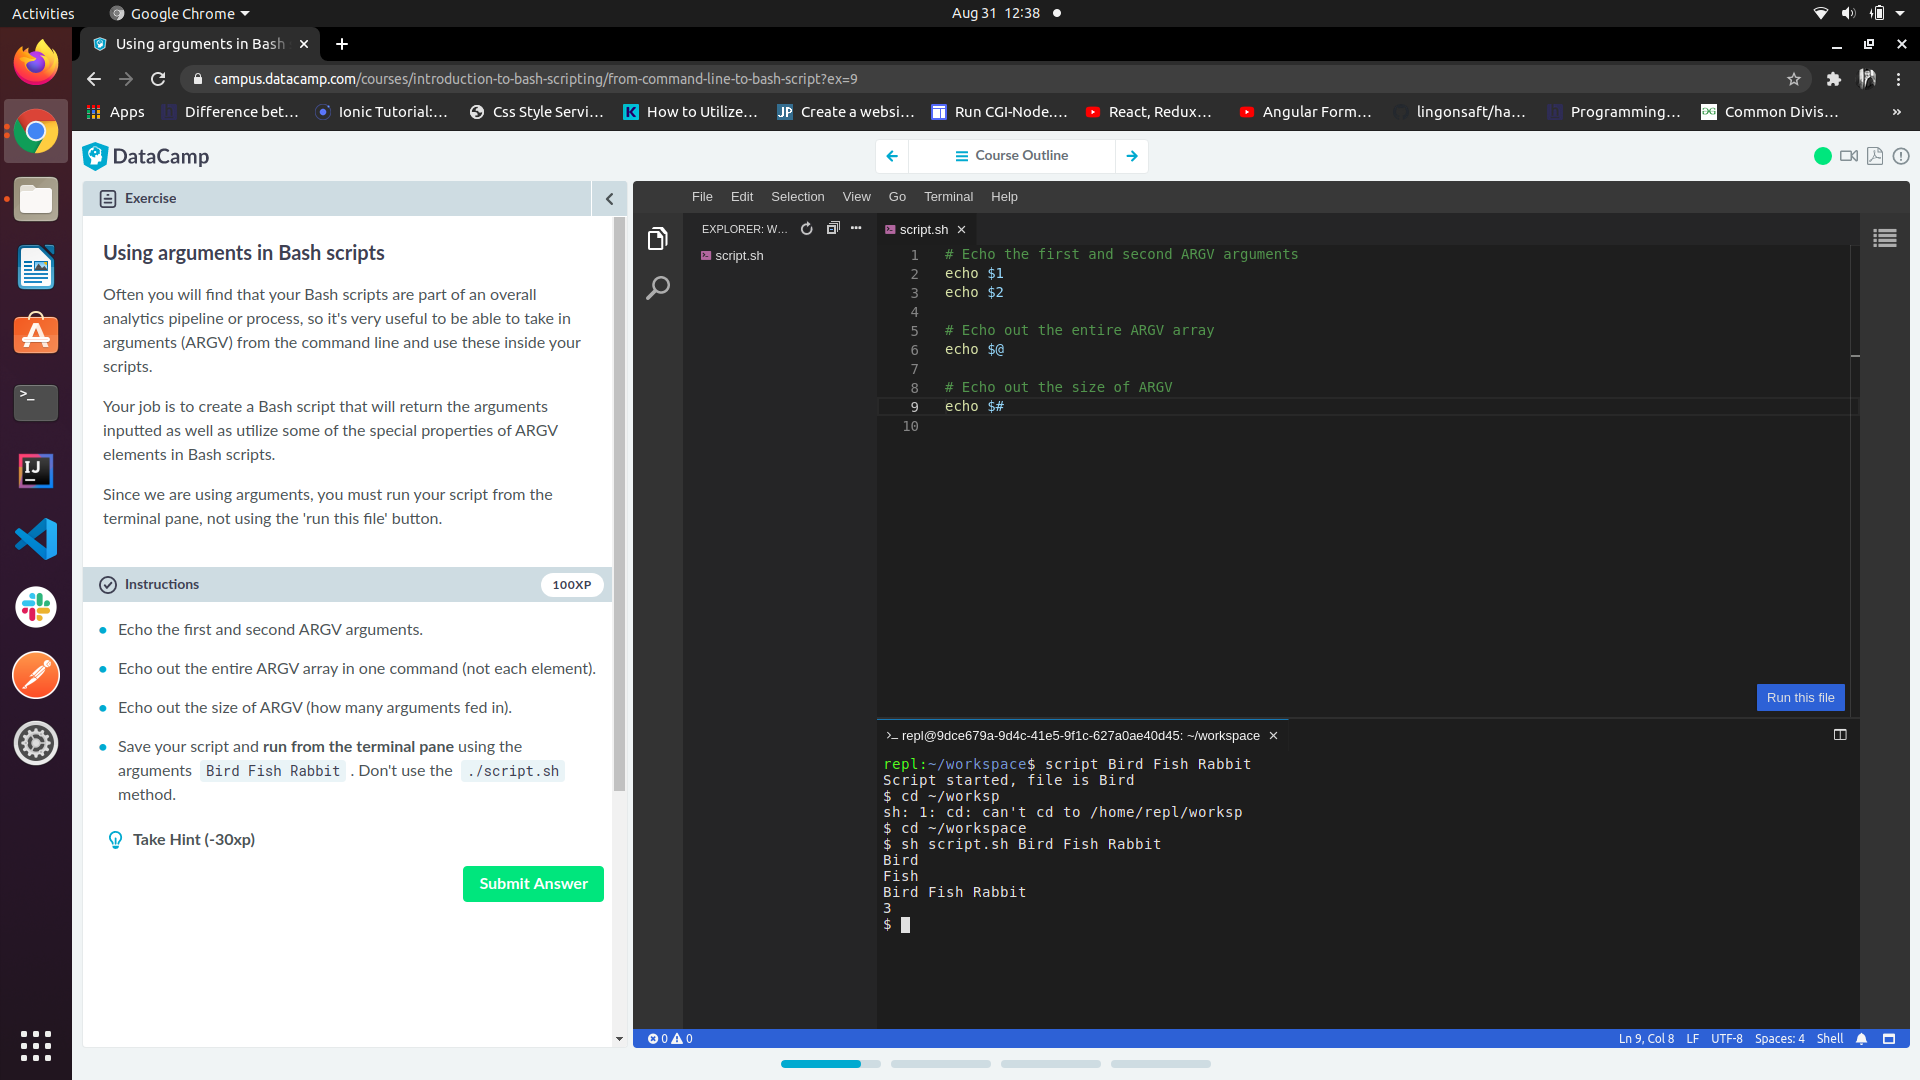 Activities
Google Chrome
Aug 31 12:38
Using arguments in Bash
campus.datacamp.com/courses/introduction-to-bash-scripting/from-command-line-to-bash-script?ex=9
Apps
Difference bet...
Ionic Tutorial:...
Css Style Servi...
How to Utilize...
JP
Create a websi...
Run CGI-Node....
React, Redux...
Angular Form...
lingonsaft/ha...
Programming...
Common Divis...
»
DataCamp
Course Outline
Exercise
Using arguments in Bash scripts
Often you will find that your Bash scripts are part of an overall
analytics pipeline or process, so it's very useful to be able to take in
arguments (ARGV) from the command line and use these inside your
scripts.
Your job is to create a Bash script that will return the arguments
inputted as well as utilize some of the special properties of ARGV
elements in Bash scripts.
Since we are using arguments, you must run your script from the
terminal pane, not using the 'run this file' button.
Instructions
100XP
Echo the first and second ARGV arguments.
Echo out the entire ARGV array in one command (not each element).
Echo out the size of ARGV (how many arguments fed in).
Save your script and run from the terminal pane using the
arguments Bird Fish Rabbit . Don't use the ./script.sh
method.
Take Hint (-30xp)
Submit Answer
File Edit Selection View Go Terminal Help
EXPLORER: W...
script.sh
script.sh
1 # Echo the first and second ARGV arguments
2 echo $1
3 echo $2
4
5 # Echo out the entire ARGV array
6 echo $@
7
8 # Echo out the size of ARGV
9 echo $#
10
Run this file
>_ repl@9dce679a-9d4c-41e5-9f1c-627a0ae40d45: ~/workspace
repl:~/workspace$ script Bird Fish Rabbit
Script started, file is Bird
$ cd ~/worksp
sh: 1: cd: can't cd to /home/repl/worksp
$ cd ~/workspace
$ sh script.sh Bird Fish Rabbit
Bird
Fish
Bird Fish Rabbit
3
$
0 0
Ln 9, Col 8 LF UTF-8 Spaces: 4 Shell
IJ
>_